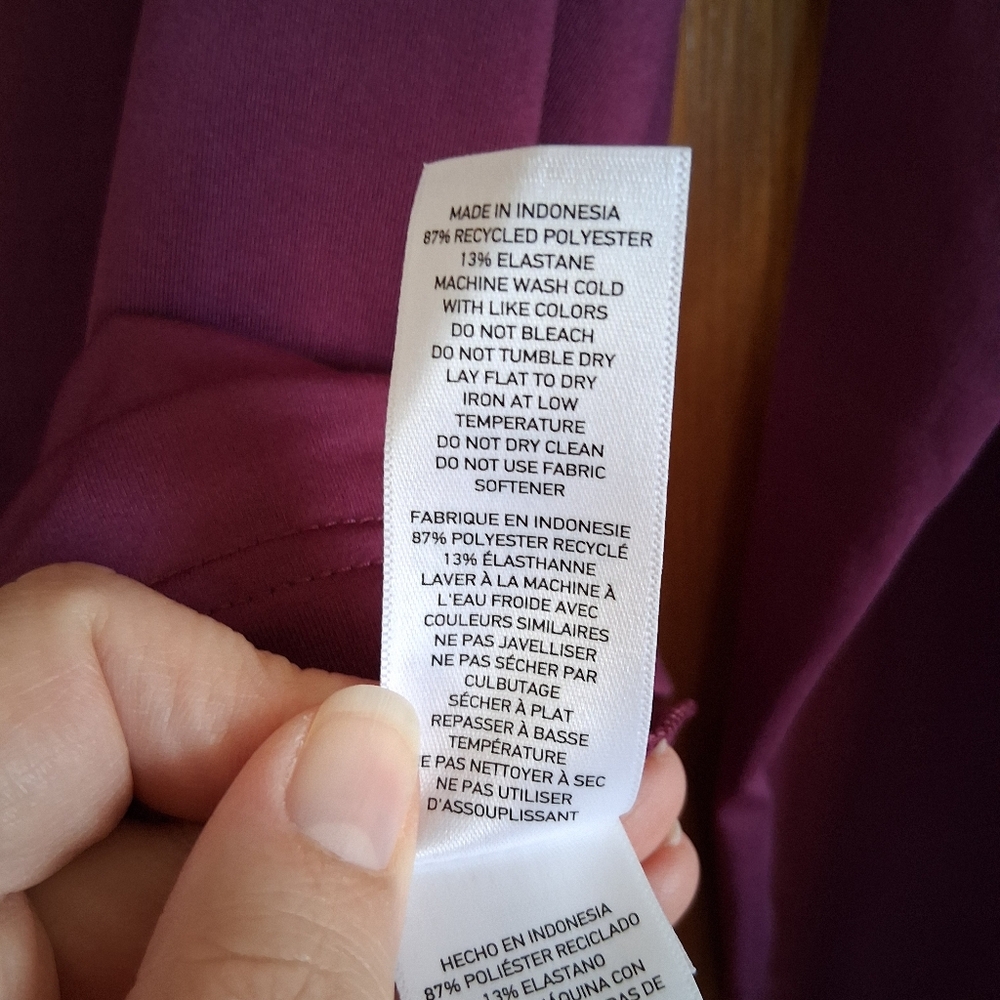 MADE IN INDONESIA
87% RECYCLED POLYESTER
13% ELASTANE
MACHINE WASH COLD
WITH LIKE COLORS
DO NOT BLEACH
DO NOT TUMBLE DRY
LAY FLAT TO DRY
IRON AT LOW
TEMPERATURE
DO NOT DRY CLEAN
DO NOT USE FABRIC
SOFTENER
FABRIQUE EN INDONESIE
87% POLYESTER RECYCLÉ
13% ÉLASTHANNE
LAVER À LA MACHINE À
L'EAU FROIDE AVEC
COULEURS SIMILAIRES
NE PAS JAVELLISER
NE PAS SÉCHER PAR
CULBUTAGE
SÉCHER À PLAT
REPASSER À BASSE
TEMPÉRATURE
E PAS NETTOYER À SEC
NE PAS UTILISER
D'ASSOUPLISSANT
HECHO EN INDONESIA
87% POLIÉSTER RECICLADO
13% ELASTANO
CON
DE